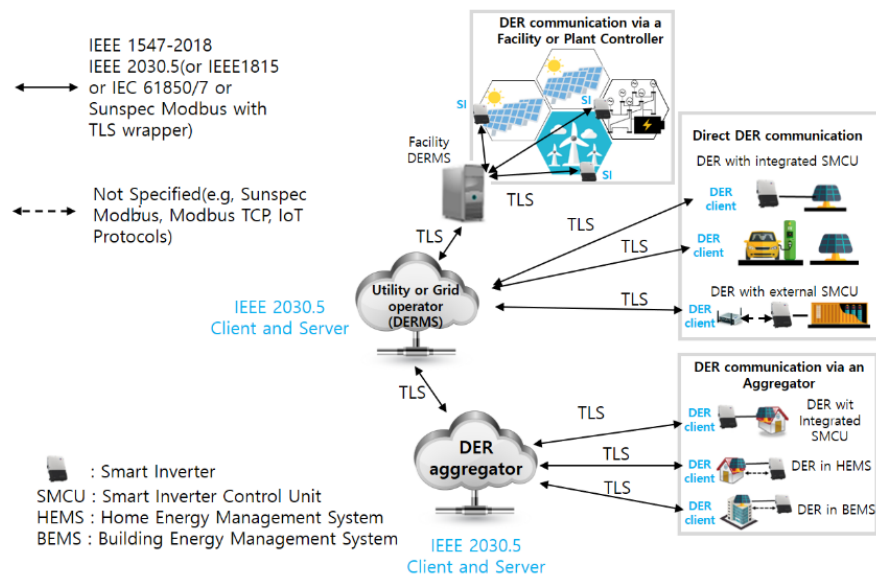 IEEE 1547-2018
IEEE 2030.5(or IEEE1815
or IEC 61850/7 or
Sunspec Modbus with
TLS wrapper)
Not Specified(e.g, Sunspec
Modbus, Modbus TCP, IoT
Protocols)
DER communication via a
Facility or Plant Controller
SI
SI
SI
Facility
DERMS
TLS
TLS
Direct DER communication
DER with integrated SMCU
DER
client
DER
client
DER with external SMCU
DER
client
TLS
TLS
TLS
Utility or Grid
operator
(DERMS)
IEEE 2030.5
Client and Server
TLS
DER communication via an
Aggregator
DER
client
DER wit
Integrated
SMCU
DER
client
DER in HEMS
DER
client
DER in BEMS
TLS
TLS
TLS
DER
aggregator
IEEE 2030.5
Client and Server
: Smart Inverter
SMCU : Smart Inverter Control Unit
HEMS : Home Energy Management System
BEMS : Building Energy Management System